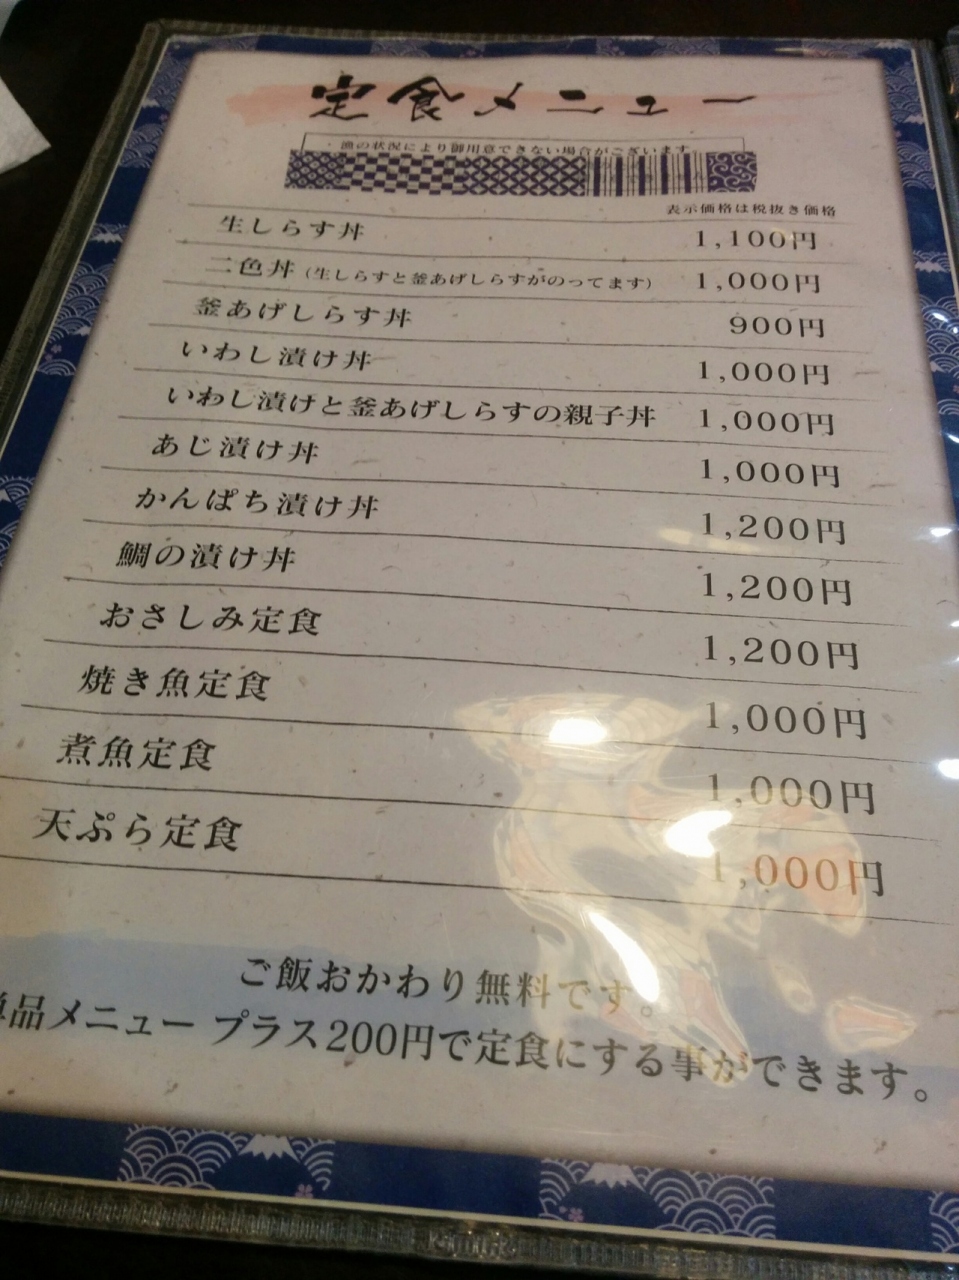 定食メニュー
漁の状況により御用意できない場合がございます
表示価格は税抜き価格
生しらす丼 1,100円
二色丼（生しらすと釜あげしらすがのってます） 1,000円
釜あげしらす丼 900円
いわし漬け丼 1,000円
いわし漬けと釜あげしらすの親子丼 1,000円
あじ漬け丼 1,000円
かんぱち漬け丼 1,200円
鯛の漬け丼 1,200円
おさしみ定食 1,200円
焼き魚定食 1,000円
煮魚定食 1,000円
天ぷら定食 1,000円
ご飯おかわり無料です。
単品メニュー プラス200円で定食にする事ができます。